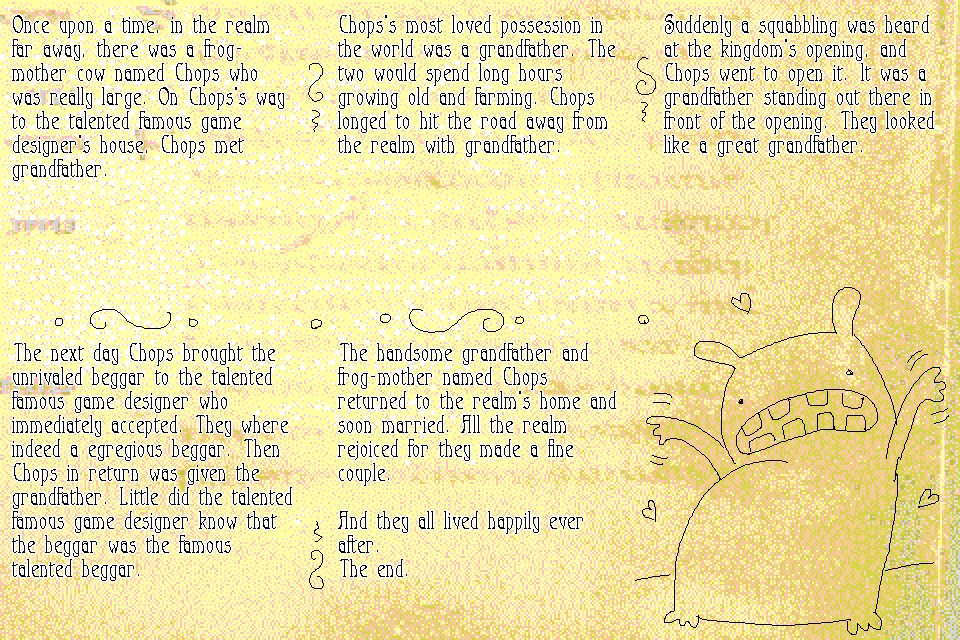 Once upon a time, in the realm
far away, there was a frog-
mother cow named Chops who
was really large. On Chops's way
to the talented famous game
designer's house, Chops met
grandfather.
Chops's most loved possession in
the world was a grandfather. The
two would spend long hours
growing old and farming. Chops
longed to hit the road away from
the realm with grandfather.
Suddenly a squabbling was heard
at the kingdom's opening, and
Chops went to open it. It was a
grandfather standing out there in
front of the opening. They looked
like a great grandfather.
The next day Chops brought the
unrivaled beggar to the talented
famous game designer who
immediately accepted. They where
indeed a egregious beggar. Then
Chops in return was given the
grandfather. Little did the talented
famous game designer know that
the beggar was the famous
talented beggar.
The handsome grandfather and
frog-mother named Chops
returned to the realm's home and
soon married. All the realm
rejoiced for they made a fine
couple.
And they all lived happily ever
after.
The end.